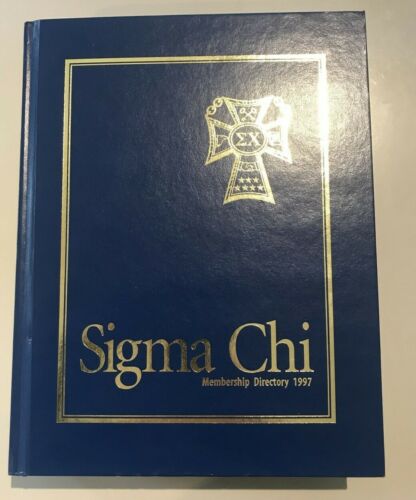 ΣΧ
Sigma Chi
Membership Directory 1997